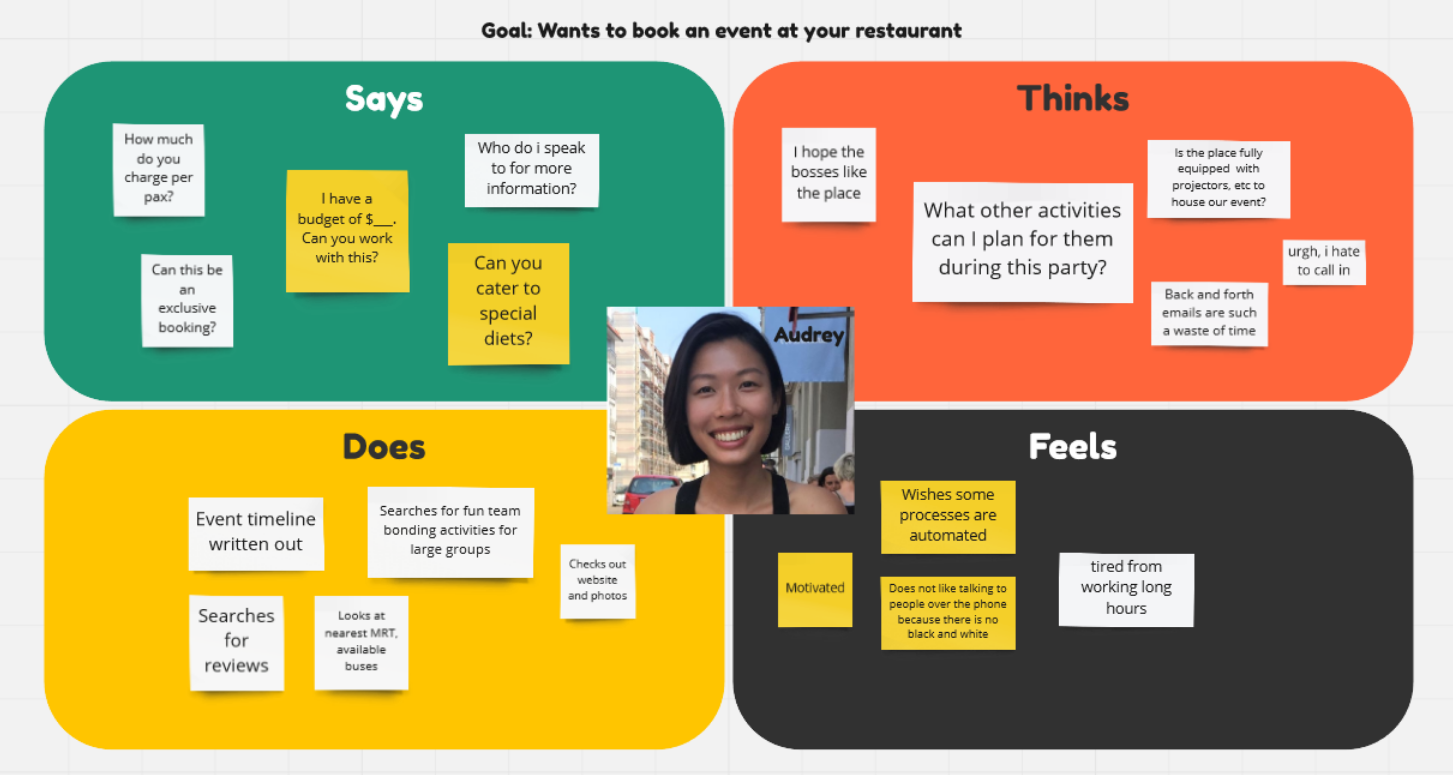 Goal: Wants to book an event at your restaurant
Says
How much
do you
charge per
pax?
I have a
budget of $___.
Can you work
with this?
Who do i speak
to for more
information?
Can this be
an
exclusive
booking?
Can you
cater to
special
diets?
Thinks
I hope the
bosses like
the place
What other activities
can I plan for them
during this party?
Is the place fully
equipped with
projectors, etc to
house our event?
urgh, i hate
to call in
Back and forth
emails are such
a waste of time
Audrey
Does
Event timeline
written out
Searches for fun team
bonding activities for
large groups
Checks out
website
and photos
Searches
for
reviews
Looks at
nearest MRT,
available
buses
Feels
Wishes some
processes are
automated
Motivated
Does not like talking to
people over the phone
because there is no
black and white
tired from
working long
hours